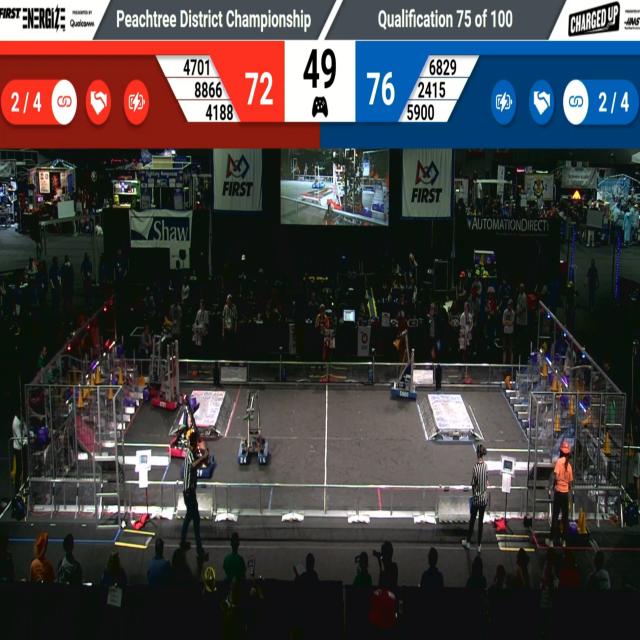 FIRST ENERGIZE PRESENTED BY Qualcomm
Peachtree District Championship
Qualification 75 of 100
CHARGED UP
2 / 4
4701
8866
4188
72
49
76
6829
2415
5900
2 / 4
FIRST
FIRST
Shaw
AUTOMATIONDIRECT